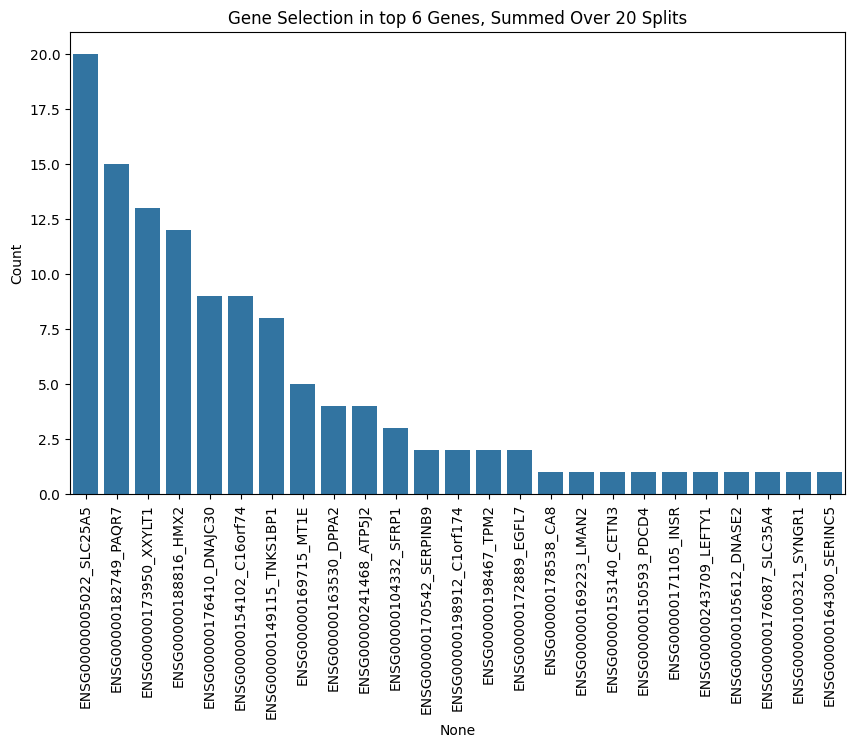 Gene Selection in top 6 Genes, Summed Over 20 Splits
Count
20.0
17.5
15.0
12.5
10.0
7.5
5.0
2.5
0.0
ENSG00000005022_SLC25A5
ENSG00000182749_PAQR7
ENSG00000173950_XXYLT1
ENSG00000188816_HMX2
ENSG00000176410_DNAJC30
ENSG00000154102_C16orf74
ENSG00000149115_TNKS1BP1
ENSG00000169715_MT1E
ENSG00000163530_DPPA2
ENSG00000241468_ATP5J2
ENSG00000104332_SFRP1
ENSG00000170542_SERPINB9
ENSG00000198912_C1orf174
ENSG00000198467_TPM2
ENSG00000172889_EGFL7
ENSG00000178538_CA8
ENSG00000169223_LMAN2
ENSG00000153140_CETN3
ENSG00000150593_PDCD4
ENSG00000171105_INSR
ENSG00000243709_LEFTY1
ENSG00000105612_DNASE2
ENSG00000176087_SLC35A4
ENSG00000100321_SYNGR1
ENSG00000164300_SERINC5
None